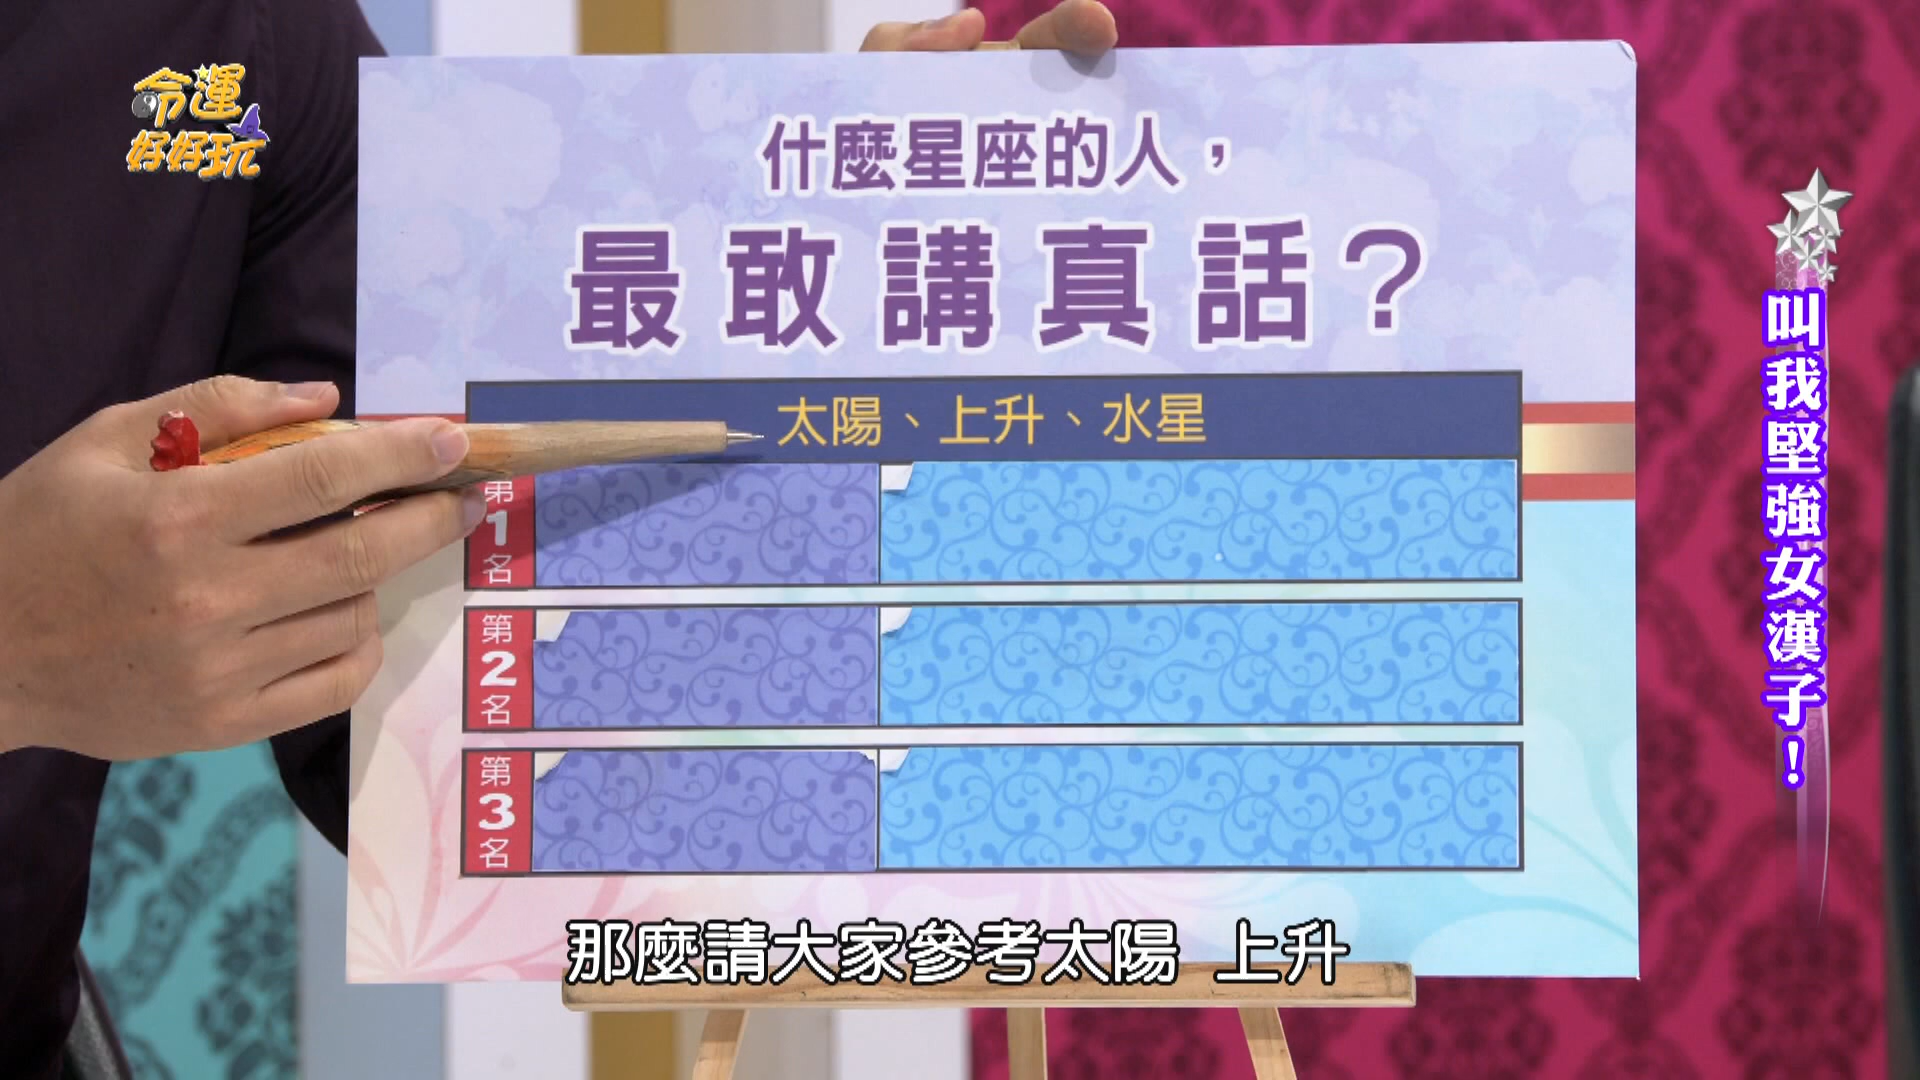 命運
好好玩
什麼星座的人，
最敢講真話？
太陽、上升、水星
第1名
第2名
第3名
叫我堅強女漢子！
那麼請大家參考太陽 上升